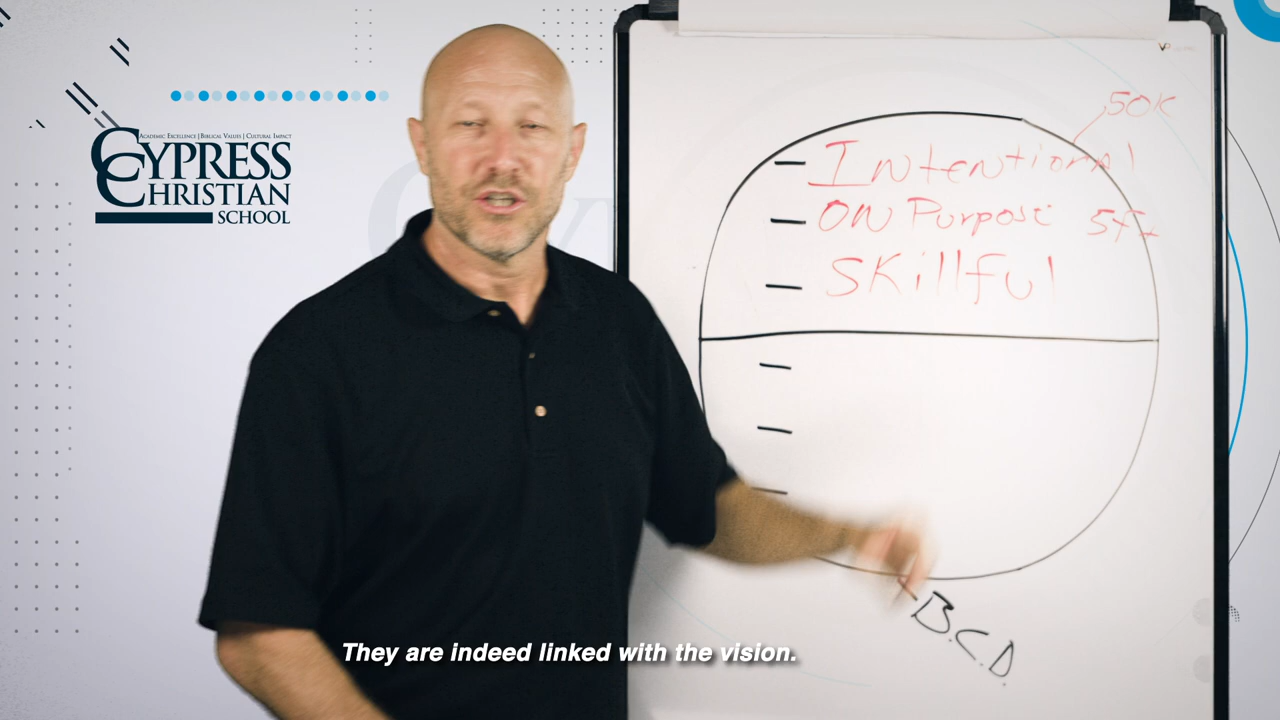 ACADEMIC EXCELLENCE | BIBLICAL VALUES | CULTURAL IMPACT
CYPRESS
CHRISTIAN
SCHOOL
50K
Intentional
ON Purpose
SKillful
B.C.D.
They are indeed linked with the vision.